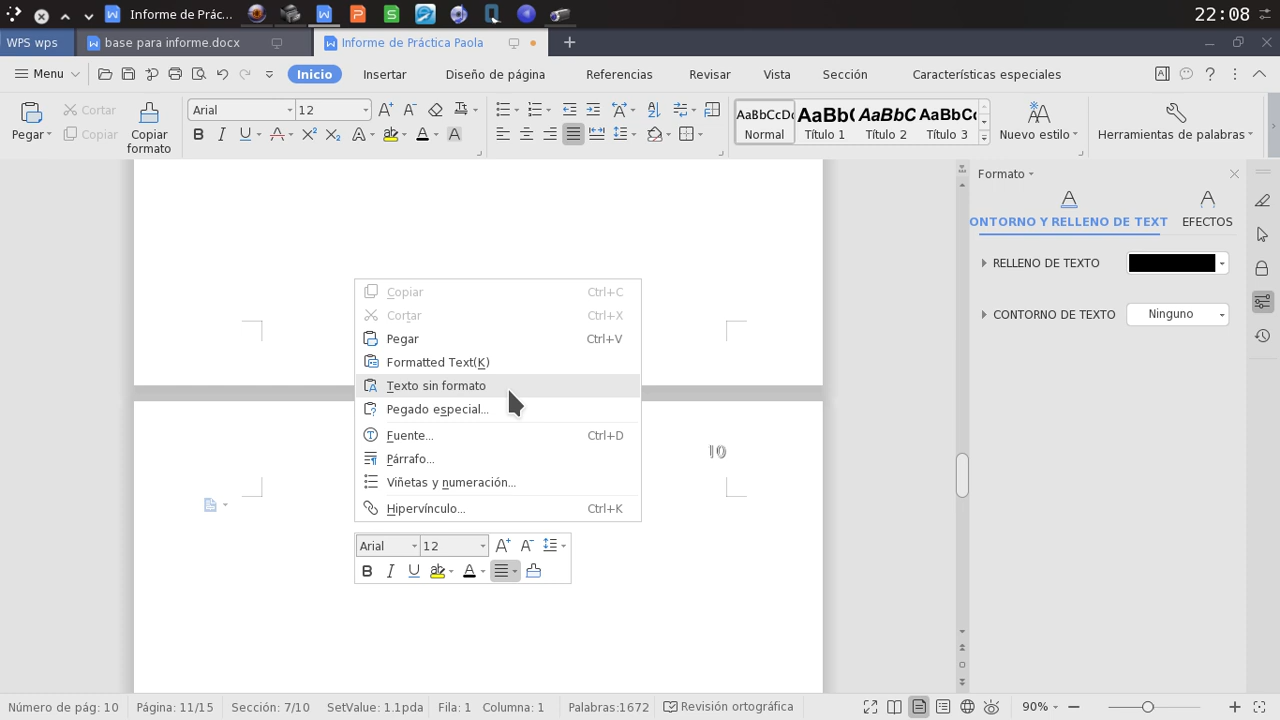 Informe de Prác...
22:08
WPS wps
base para informe.docx
Informe de Práctica Paola
Menu
Inicio
Insertar
Diseño de página
Referencias
Revisar
Vista
Sección
Características especiales
Pegar
Cortar
Copiar
Copiar formato
Arial
12
AaBbCcD
Normal
AaBb
Título 1
AaBbC
Título 2
AaBbC
Título 3
Nuevo estilo
Herramientas de palabras
Formato
ONTORNO Y RELLENO DE TEXT
EFECTOS
RELLENO DE TEXTO
CONTORNO DE TEXTO
Ninguno
Copiar Ctrl+C
Cortar Ctrl+X
Pegar Ctrl+V
Formatted Text(K)
Texto sin formato
Pegado especial...
Fuente... Ctrl+D
Párrafo...
Viñetas y numeración...
Hipervínculo... Ctrl+K
10
Arial
12
Número de pág: 10
Página: 11/15
Sección: 7/10
SetValue: 1.1pda
Fila: 1
Columna: 1
Palabras:1672
Revisión ortográfica
90%